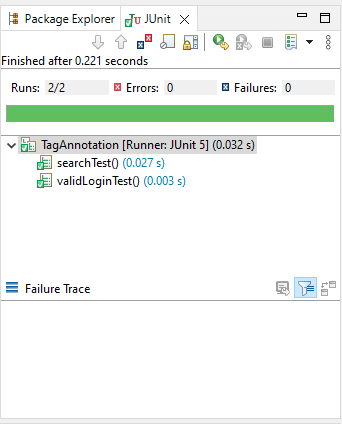 Package Explorer JUnit
Finished after 0.221 seconds
Runs: 2/2 Errors: 0 Failures: 0
TagAnnotation [Runner: JUnit 5] (0.032 s)
searchTest() (0.027 s)
validLoginTest() (0.003 s)
Failure Trace